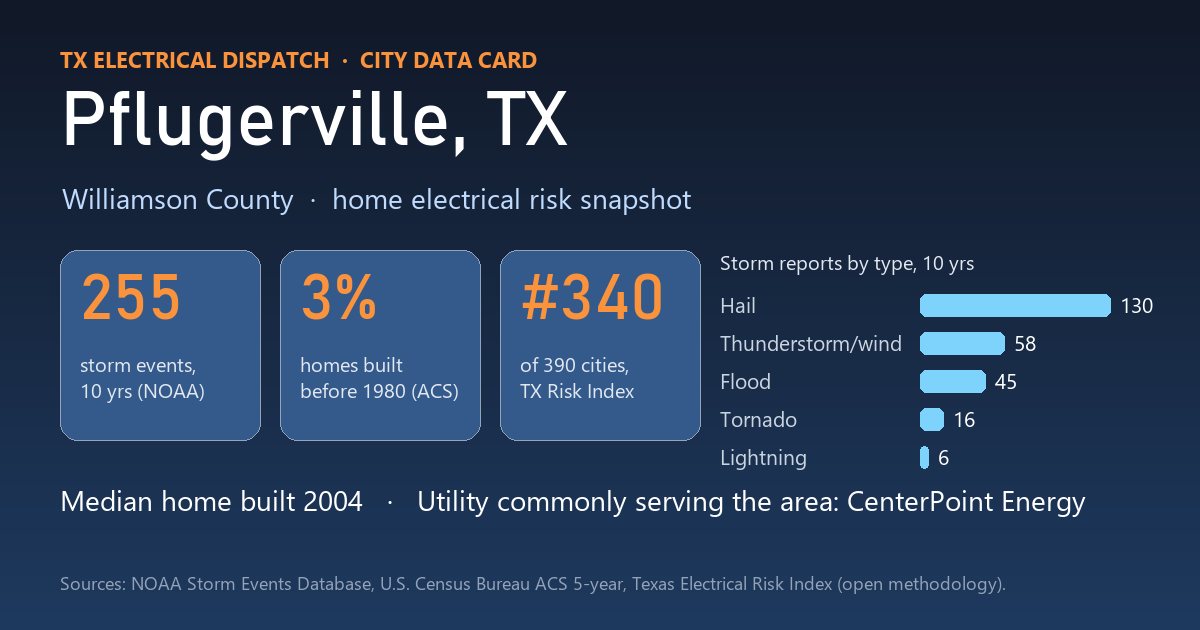 TX ELECTRICAL DISPATCH · CITY DATA CARD
Pflugerville, TX
Williamson County · home electrical risk snapshot
255
storm events,
10 yrs (NOAA)
3%
homes built
before 1980 (ACS)
#340
of 390 cities,
TX Risk Index
Storm reports by type, 10 yrs
Hail 130
Thunderstorm/wind 58
Flood 45
Tornado 16
Lightning 6
Median home built 2004 · Utility commonly serving the area: CenterPoint Energy
Sources: NOAA Storm Events Database, U.S. Census Bureau ACS 5-year, Texas Electrical Risk Index (open methodology).